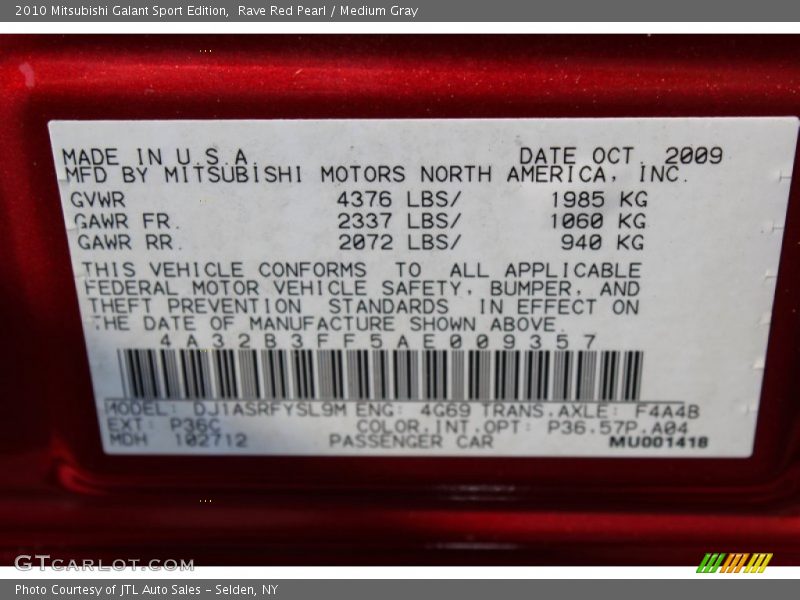 2010 Mitsubishi Galant Sport Edition,  Rave Red Pearl / Medium Gray
MADE IN U.S.A. DATE OCT. 2009
MFD BY MITSUBISHI MOTORS NORTH AMERICA, INC.
GVWR 4376 LBS/ 1985 KG
GAWR FR. 2337 LBS/ 1060 KG
GAWR RR. 2072 LBS/ 940 KG
THIS VEHICLE CONFORMS TO ALL APPLICABLE
FEDERAL MOTOR VEHICLE SAFETY, BUMPER, AND
THEFT PREVENTION STANDARDS IN EFFECT ON
THE DATE OF MANUFACTURE SHOWN ABOVE.
4A32B3FF5AE009357
MODEL: DJ1ASRFYSL9M ENG: 4G69 TRANS.AXLE: F4A4B
EXT: P36C COLOR.INT.OPT: P36.57P.A04
MDH 102712 PASSENGER CAR MU001418
GTCARLOT.COM
Photo Courtesy of JTL Auto Sales - Selden, NY